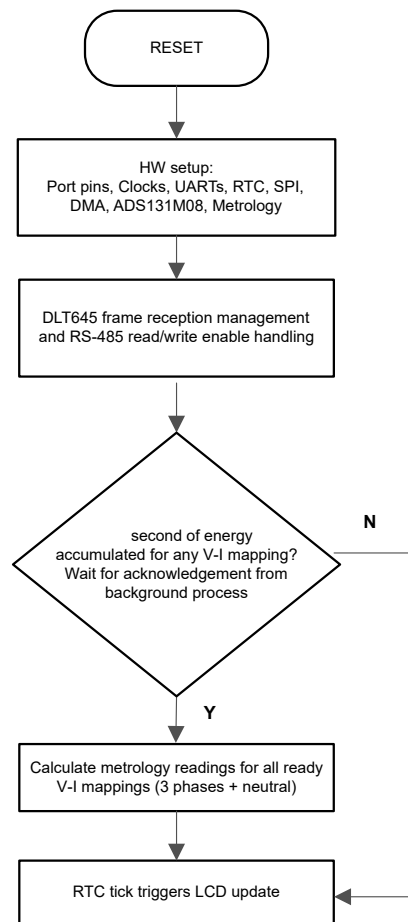 RESET
HW setup:
Port pins, Clocks, UARTs, RTC, SPI,
DMA, ADS131M08, Metrology
DLT645 frame reception management
and RS-485 read/write enable handling
second of energy
accumulated for any V-I mapping?
Wait for acknowledgement from
background process
N
Y
Calculate metrology readings for all ready
V-I mappings (3 phases + neutral)
RTC tick triggers LCD update